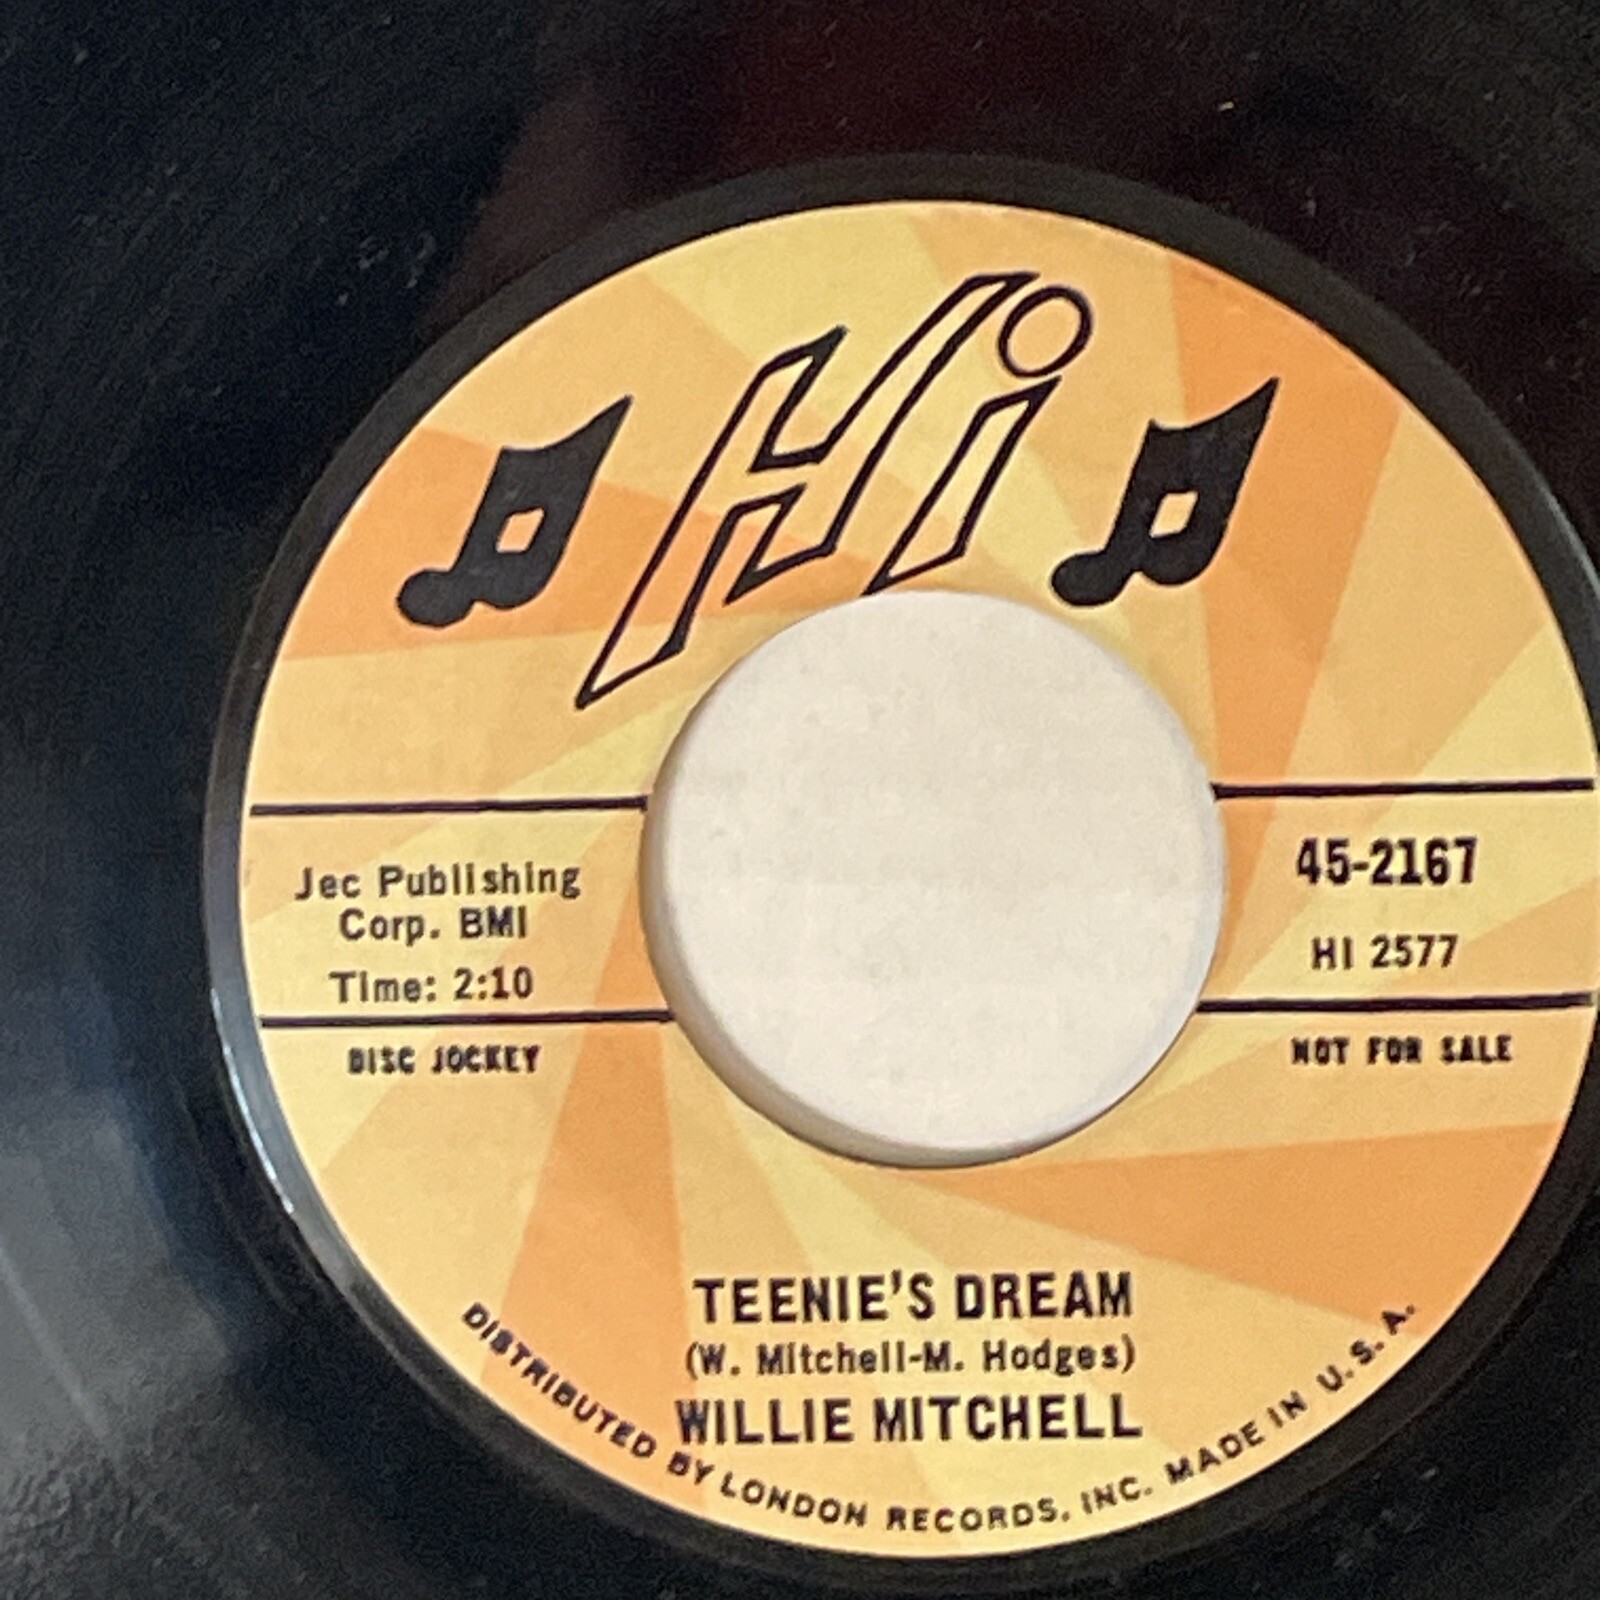 Hi
45-2167
HI 2577
Jec Publishing
Corp. BMI
Time: 2:10
DISC JOCKEY
NOT FOR SALE
TEENIE'S DREAM
(W. Mitchell-M. Hodges)
WILLIE MITCHELL
DISTRIBUTED BY LONDON RECORDS, INC. MADE IN U.S.A.